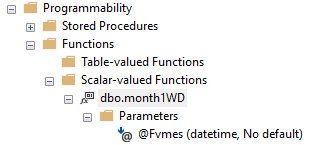 Programmability
Stored Procedures
Functions
Table-valued Functions
Scalar-valued Functions
dbo.month1WD
Parameters
@Fvmes (datetime, No default)